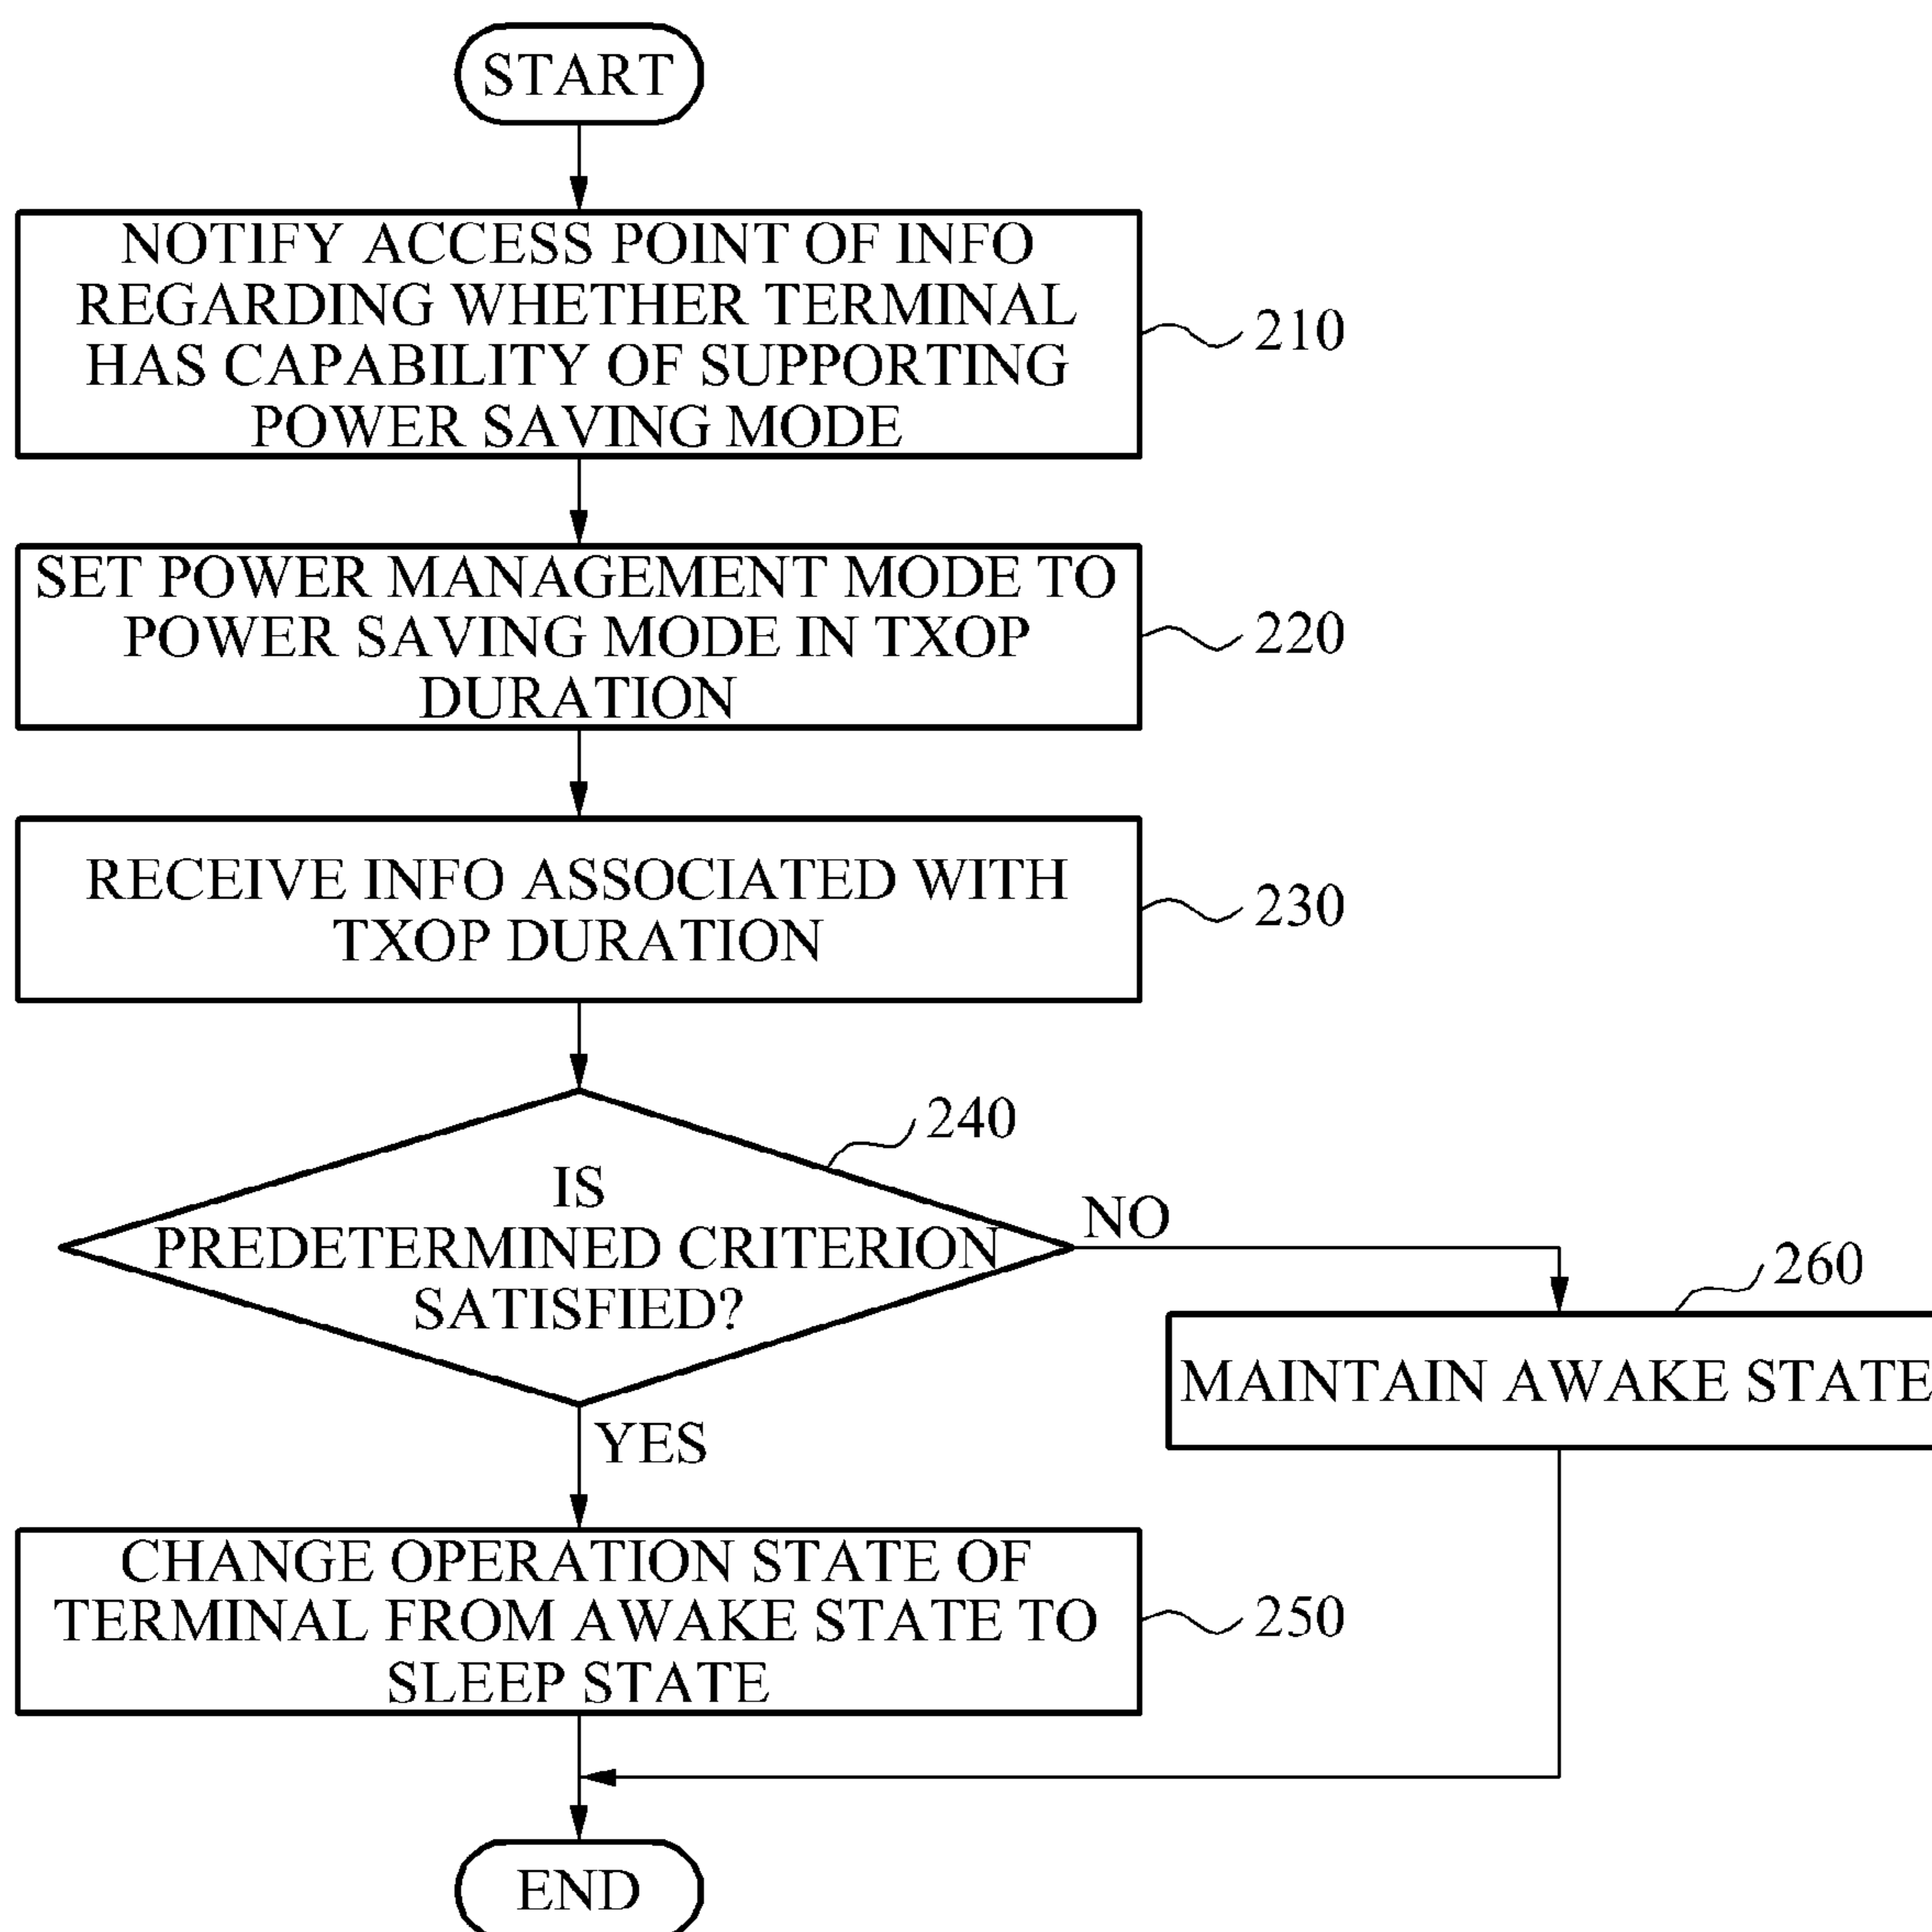 START
NOTIFY ACCESS POINT OF INFO
REGARDING WHETHER TERMINAL
HAS CAPABILITY OF SUPPORTING
POWER SAVING MODE
210
SET POWER MANAGEMENT MODE TO
POWER SAVING MODE IN TXOP
DURATION
220
RECEIVE INFO ASSOCIATED WITH
TXOP DURATION
230
240
IS
PREDETERMINED CRITERION
SATISFIED?
NO
260
MAINTAIN AWAKE STATE
YES
CHANGE OPERATION STATE OF
TERMINAL FROM AWAKE STATE TO
SLEEP STATE
250
END